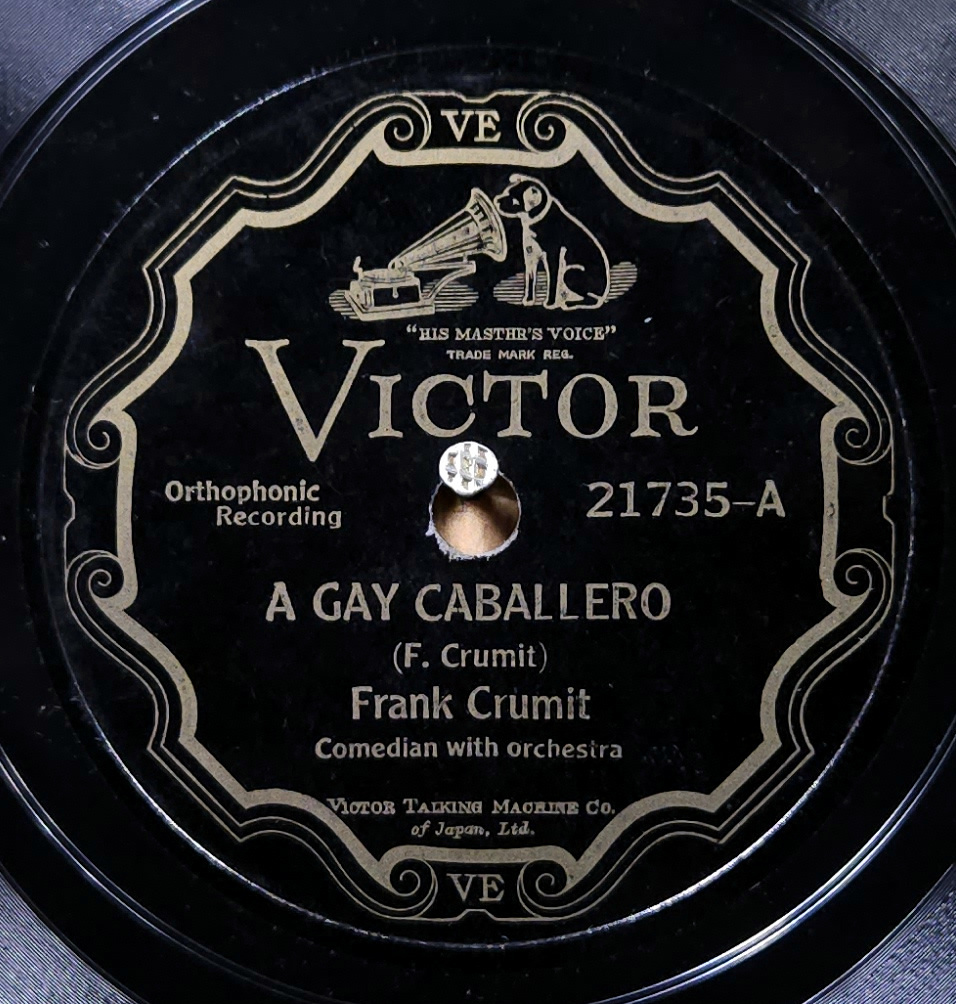 VE
"HIS MASTER'S VOICE"
TRADE MARK REG.
VICTOR
Orthophonic
Recording
21735-A
A GAY CABALLERO
(F. Crumit)
Frank Crumit
Comedian with orchestra
VICTOR TALKING MACHINE CO.
of Japan, Ltd.
VE